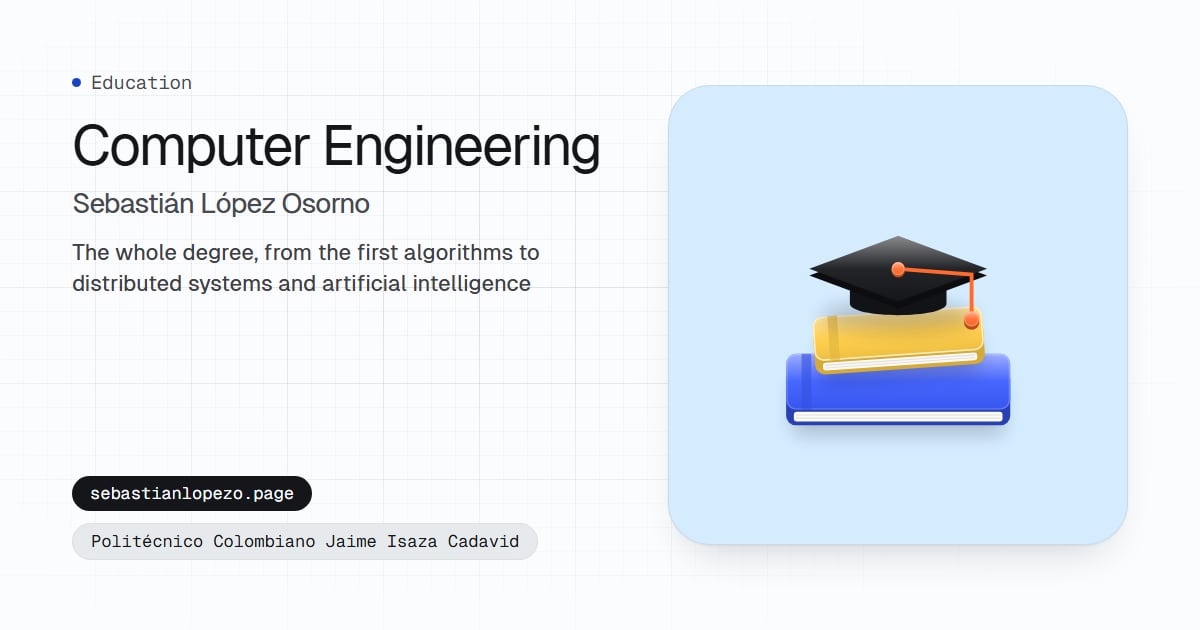 Education
Computer Engineering
Sebastián López Osorno
The whole degree, from the first algorithms to
distributed systems and artificial intelligence
sebastianlopezo.page
Politécnico Colombiano Jaime Isaza Cadavid